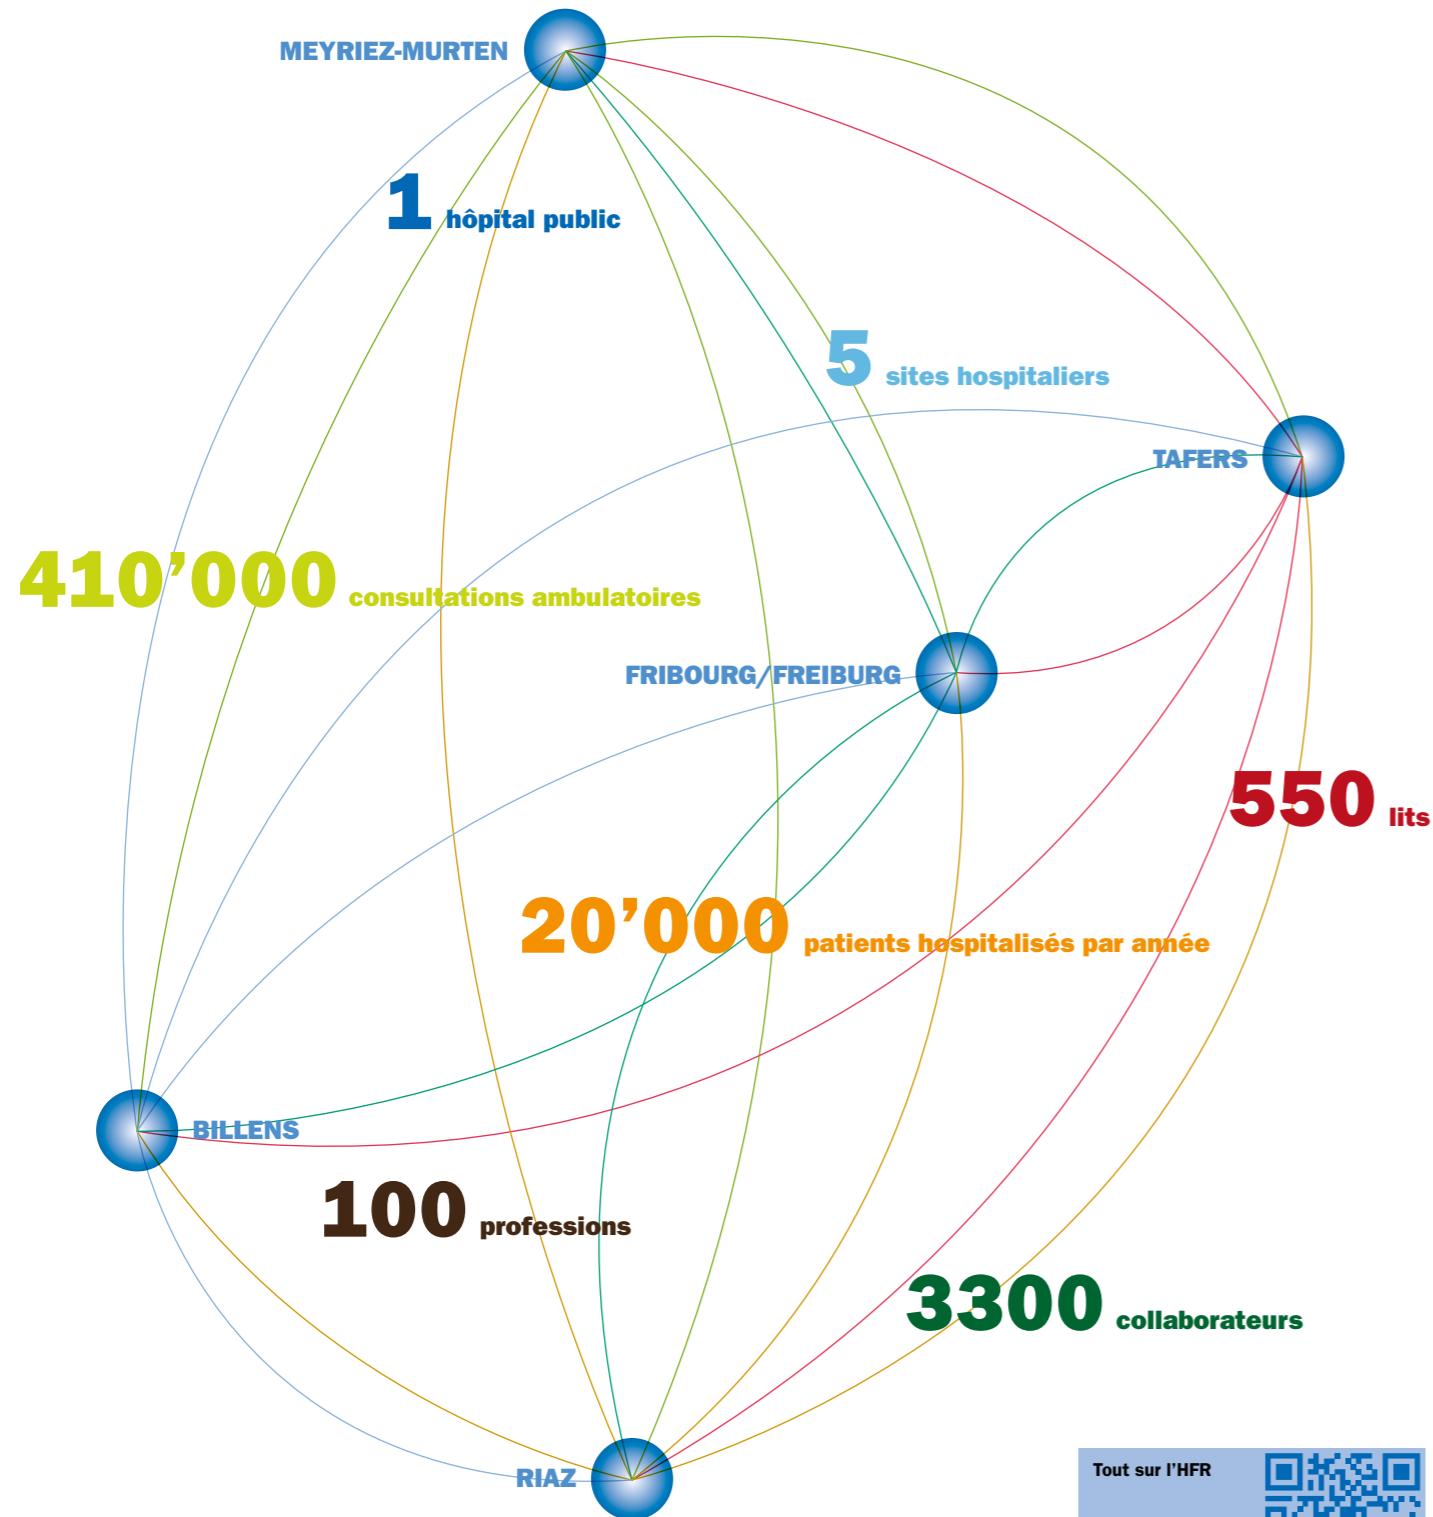 MEYRIEZ-MURTEN
1 hôpital public
5 sites hospitaliers
TAFERS
410’000 consultations ambulatoires
FRIBOURG/FREIBURG
550 lits
20’000 patients hospitalisés par année
BILLENS
100 professions
3300 collaborateurs
RIAZ
Tout sur l’HFR